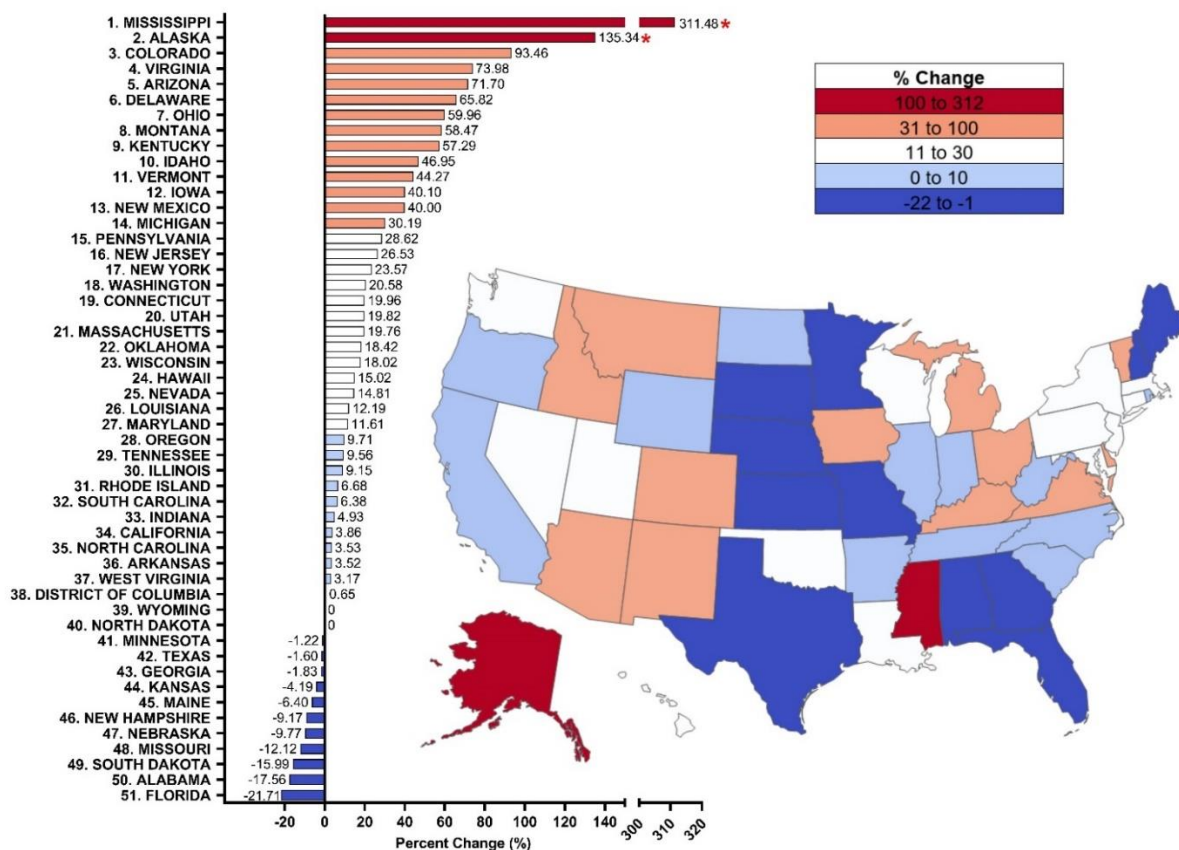 1. MISSISSIPPI 311.48 *
2. ALASKA 135.34 *
3. COLORADO 93.46
4. VIRGINIA 73.98
5. ARIZONA 71.70
6. DELAWARE 65.82
7. OHIO 59.96
8. MONTANA 58.47
9. KENTUCKY 57.29
10. IDAHO 46.95
11. VERMONT 44.27
12. IOWA 40.10
13. NEW MEXICO 40.00
14. MICHIGAN 30.19
15. PENNSYLVANIA 28.62
16. NEW JERSEY 26.53
17. NEW YORK 23.57
18. WASHINGTON 20.58
19. CONNECTICUT 19.96
20. UTAH 19.82
21. MASSACHUSETTS 19.76
22. OKLAHOMA 18.42
23. WISCONSIN 18.02
24. HAWAII 15.02
25. NEVADA 14.81
26. LOUISIANA 12.19
27. MARYLAND 11.61
28. OREGON 9.71
29. TENNESSEE 9.56
30. ILLINOIS 9.15
31. RHODE ISLAND 6.68
32. SOUTH CAROLINA 6.38
33. INDIANA 4.93
34. CALIFORNIA 3.86
35. NORTH CAROLINA 3.53
36. ARKANSAS 3.52
37. WEST VIRGINIA 3.17
38. DISTRICT OF COLUMBIA 0.65
39. WYOMING 0
40. NORTH DAKOTA 0
41. MINNESOTA -1.22
42. TEXAS -1.60
43. GEORGIA -1.83
44. KANSAS -4.19
45. MAINE -6.40
46. NEW HAMPSHIRE -9.17
47. NEBRASKA -9.77
48. MISSOURI -12.12
49. SOUTH DAKOTA -15.99
50. ALABAMA -17.56
51. FLORIDA -21.71
-20 0 20 40 60 80 100 120 140 300 310 320
Percent Change (%)
% Change
100 to 312
31 to 100
11 to 30
0 to 10
-22 to -1